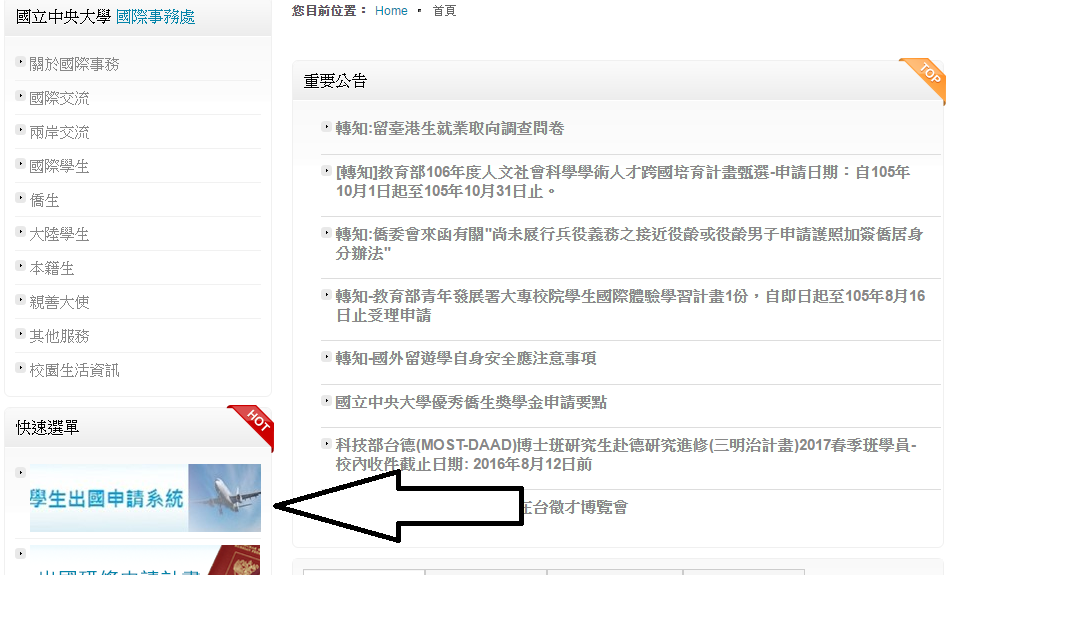 國立中央大學 國際事務處
關於國際事務
國際交流
兩岸交流
國際學生
僑生
大陸學生
本籍生
親善大使
其他服務
校園生活資訊
快速選單
HOT
學生出國申請系統
出國研修申請計畫
您目前位置： Home ▪ 首頁
重要公告
TOP
轉知:留臺港生就業取向調查問卷
[轉知]教育部106年度人文社會科學學術人才跨國培育計畫甄選-申請日期：自105年
10月1日起至105年10月31日止。
轉知:僑委會來函有關"尚未履行兵役義務之接近役齡或役齡男子申請護照加簽僑居身
分辦法"
轉知-教育部青年發展署大專校院學生國際體驗學習計畫1份，自即日起至105年8月16
日止受理申請
轉知-國外留遊學自身安全應注意事項
國立中央大學優秀僑生獎學金申請要點
科技部台德(MOST-DAAD)博士班研究生赴德研究進修(三明治計畫)2017春季班學員-
校內收件截止日期: 2016年8月12日前
在台徵才博覽會